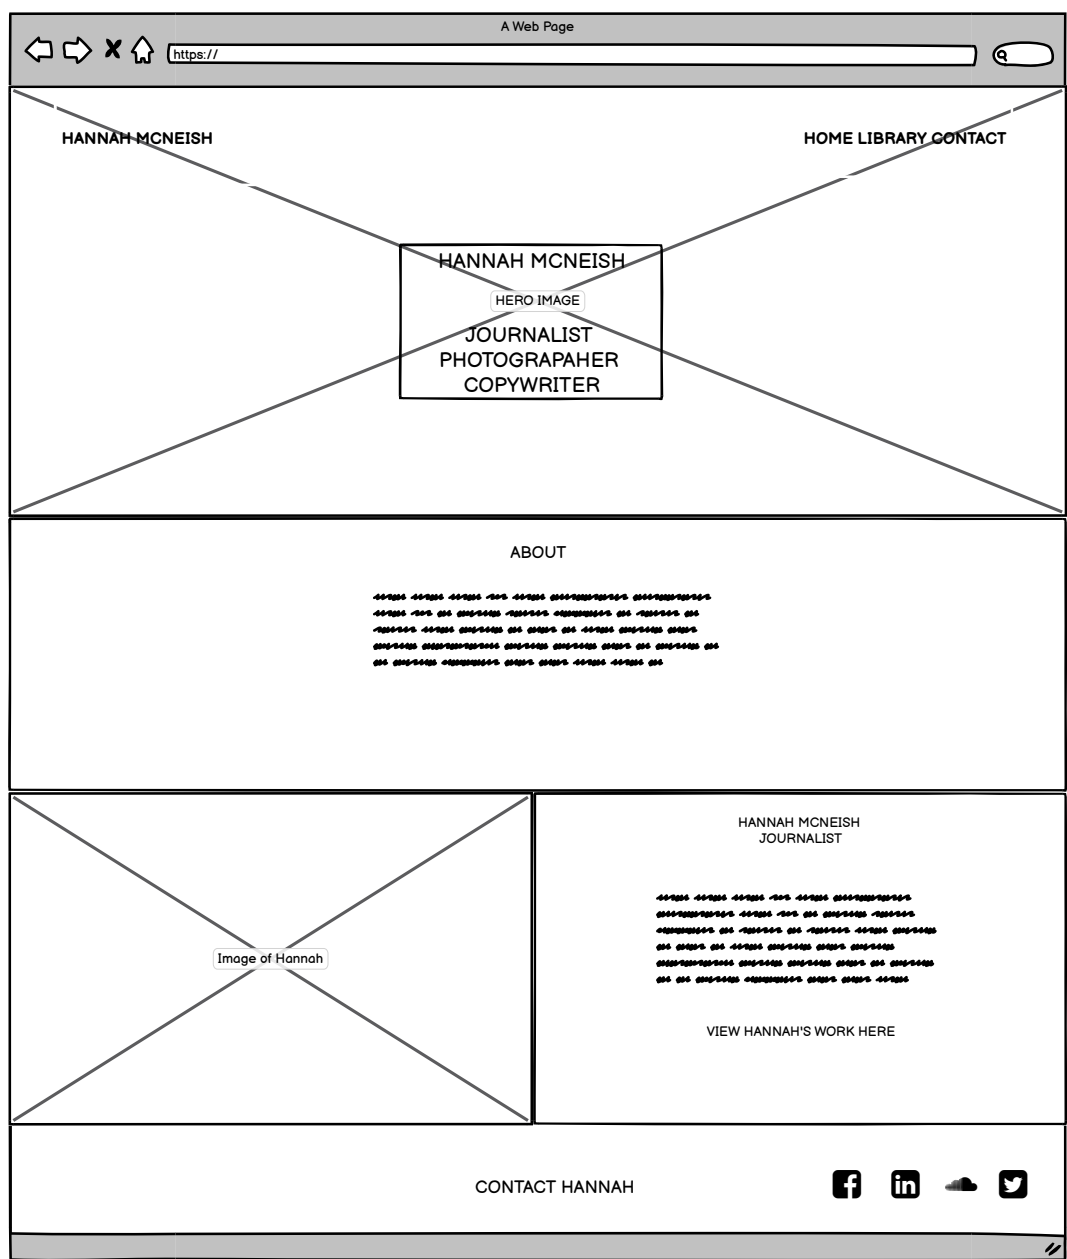 A Web Page
https://
HANNAH MCNEISH
HOME LIBRARY CONTACT
HANNAH MCNEISH
HERO IMAGE
JOURNALIST
PHOTOGRAPAHER
COPYWRITER
ABOUT
Image of Hannah
HANNAH MCNEISH
JOURNALIST
VIEW HANNAH'S WORK HERE
CONTACT HANNAH